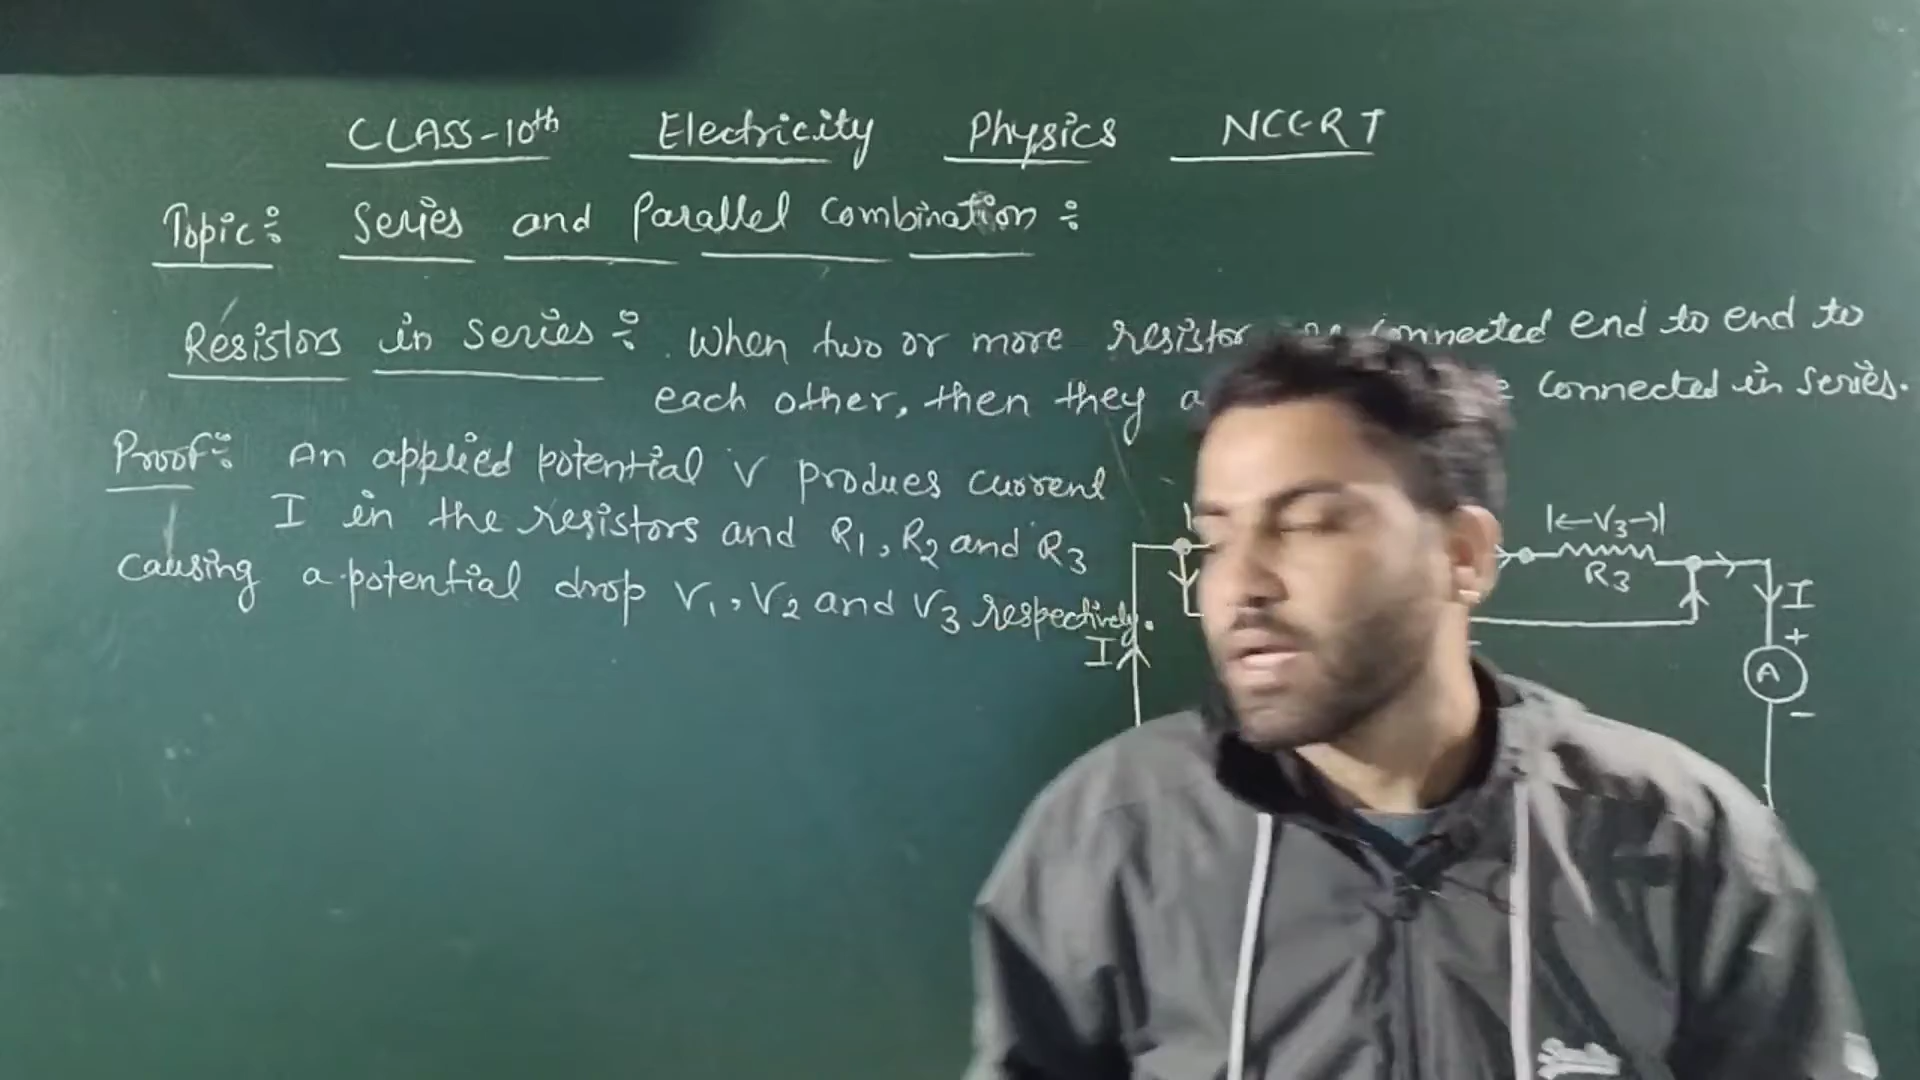 CLASS-10th Electricity Physics NCERT
Topic: Series and Parallel Combination:
Resistors in series: When two or more resistor connected end to end to
each other, then they connected in series.
Proof: An applied potential V produes current
I in the resistors and R1, R2 and R3
causing a potential drop V1, V2 and V3 respectively.
V3
R3
I
I
+
A
-